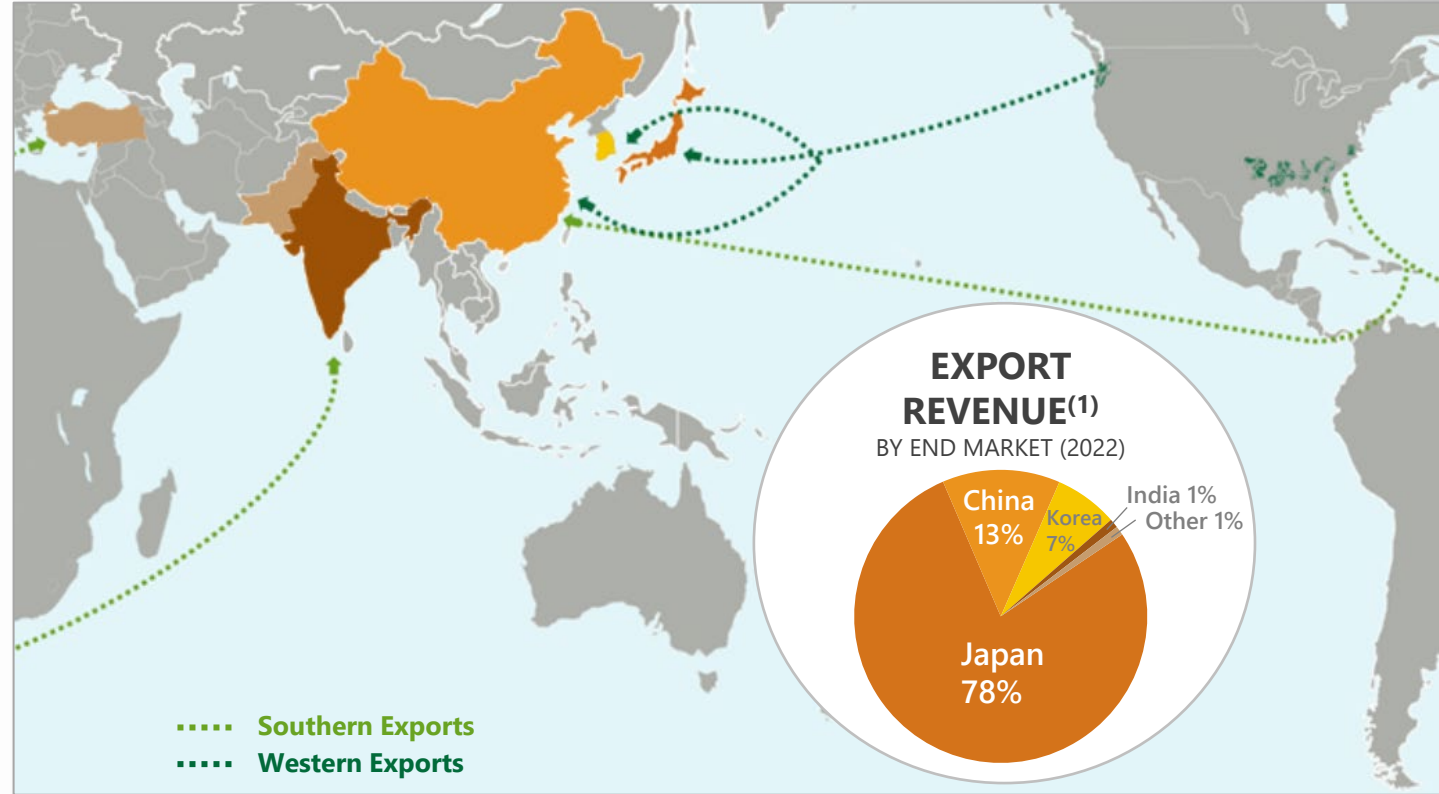 EXPORT
REVENUE(1)
BY END MARKET (2022)
China
13%
Korea
7%
India 1%
Other 1%
Japan
78%
Southern Exports
Western Exports